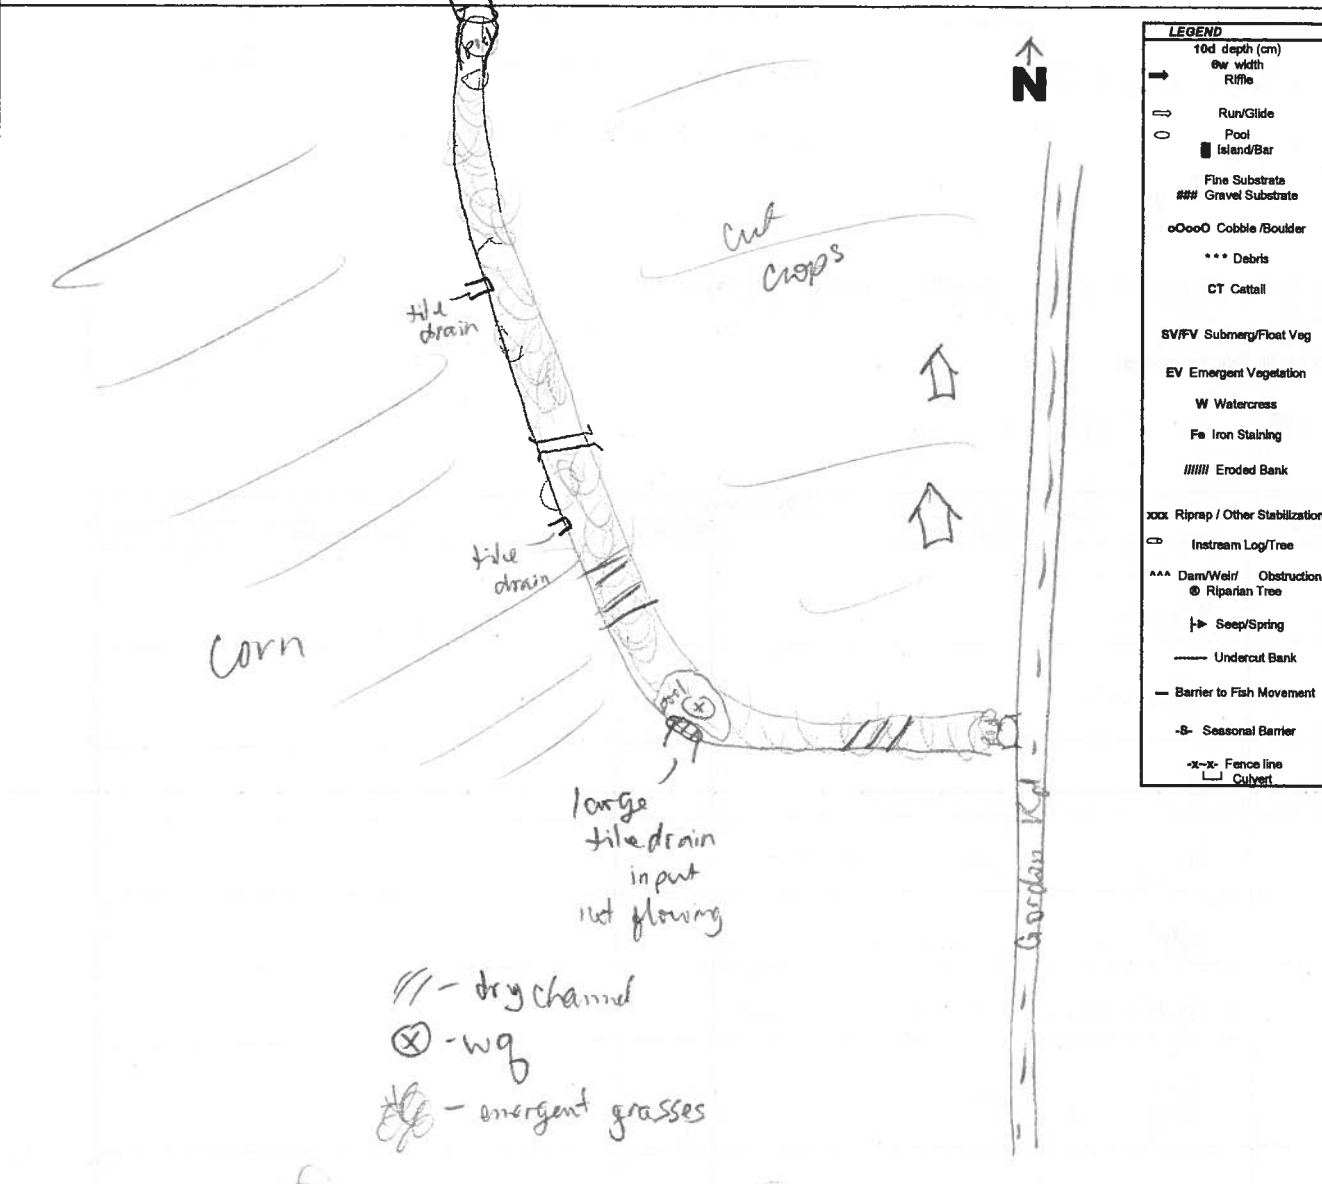 N
cut
crops
tile
drain
tile
drain
Corn
pool
large
tile drain
input
not flowing
Gordon Rd
/// - dry channel
⊗ - wq
- emergent grasses
LEGEND
10d depth (cm)
6w width
Riffle
Run/Glide
Pool
Island/Bar
Fine Substrate
### Gravel Substrate
oOooO Cobble /Boulder
* * * Debris
CT Cattail
SV/FV Submerg/Float Veg
EV Emergent Vegetation
W Watercress
Fe Iron Staining
/////// Eroded Bank
xxx Riprap / Other Stabilization
Instream Log/Tree
^^^ Dam/Weir/ Obstruction
Riparian Tree
Seep/Spring
Undercut Bank
Barrier to Fish Movement
-S- Seasonal Barrier
-x--x- Fence line
Culvert